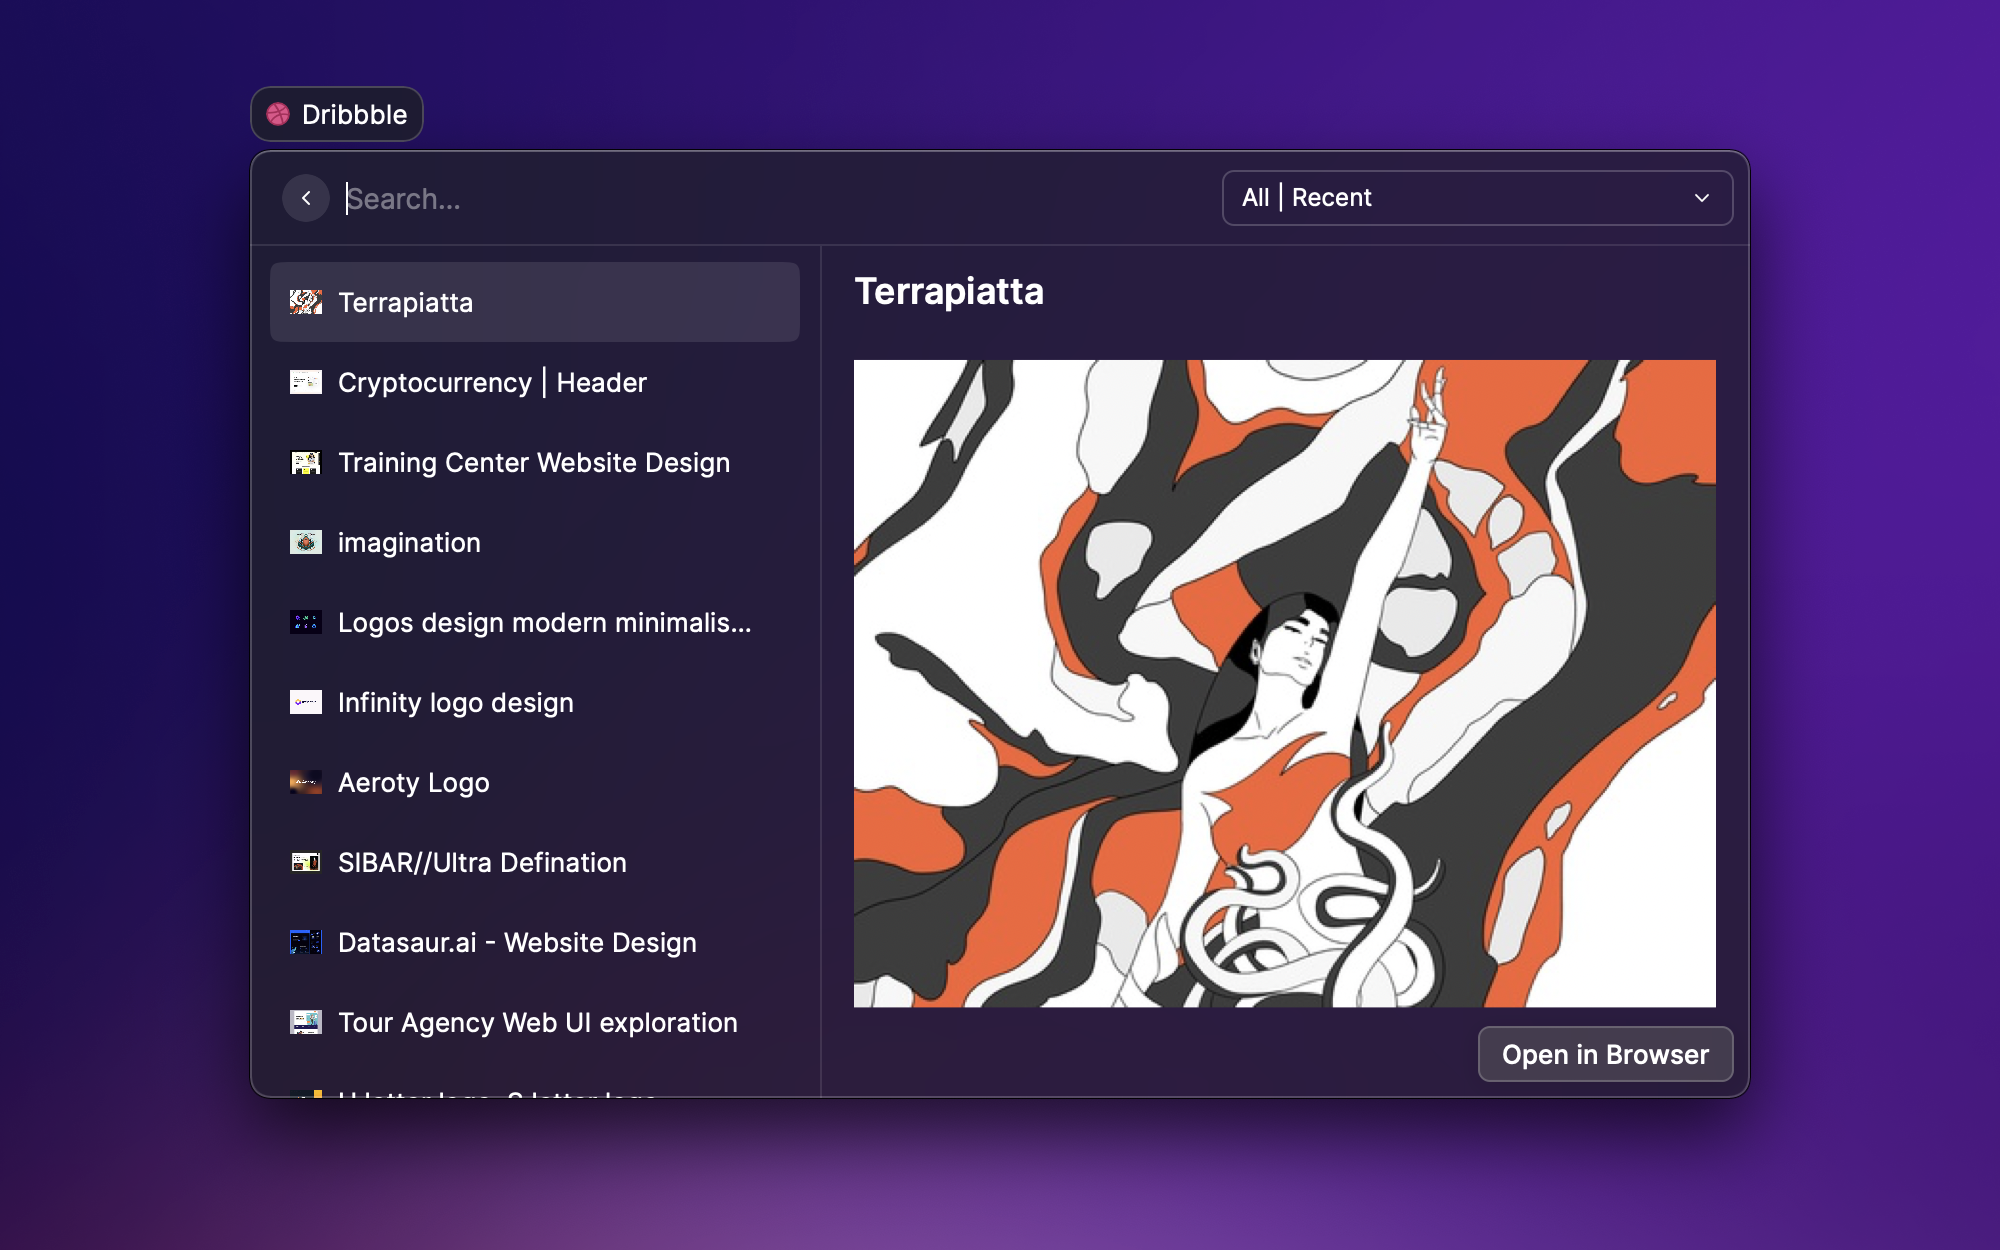 Dribbble
Search...
All | Recent
Terrapiatta
Cryptocurrency | Header
Training Center Website Design
imagination
Logos design modern minimalis...
Infinity logo design
Aeroty Logo
SIBAR//Ultra Defination
Datasaur.ai - Website Design
Tour Agency Web UI exploration
Terrapiatta
Open in Browser